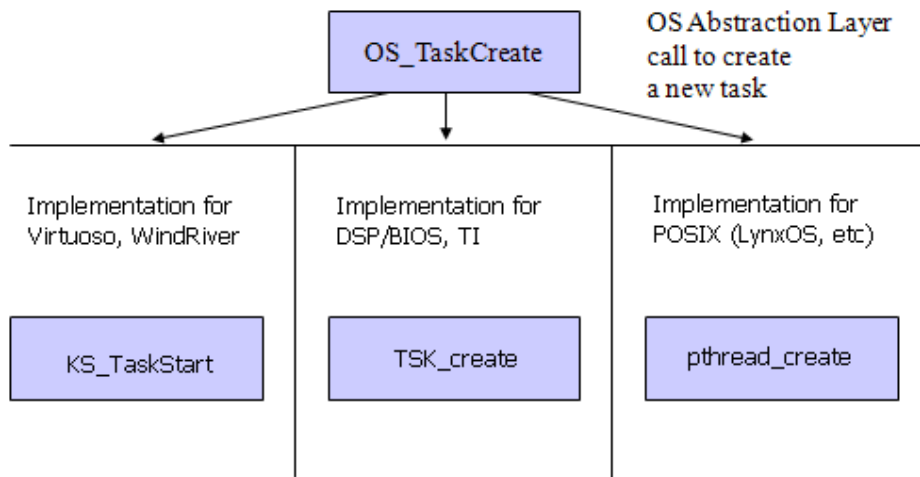 OS_TaskCreate
OS Abstraction Layer
call to create
a new task
Implementation for
Virtuoso, WindRiver
Implementation for
DSP/BIOS, TI
Implementation for
POSIX (LynxOS, etc)
KS_TaskStart
TSK_create
pthread_create